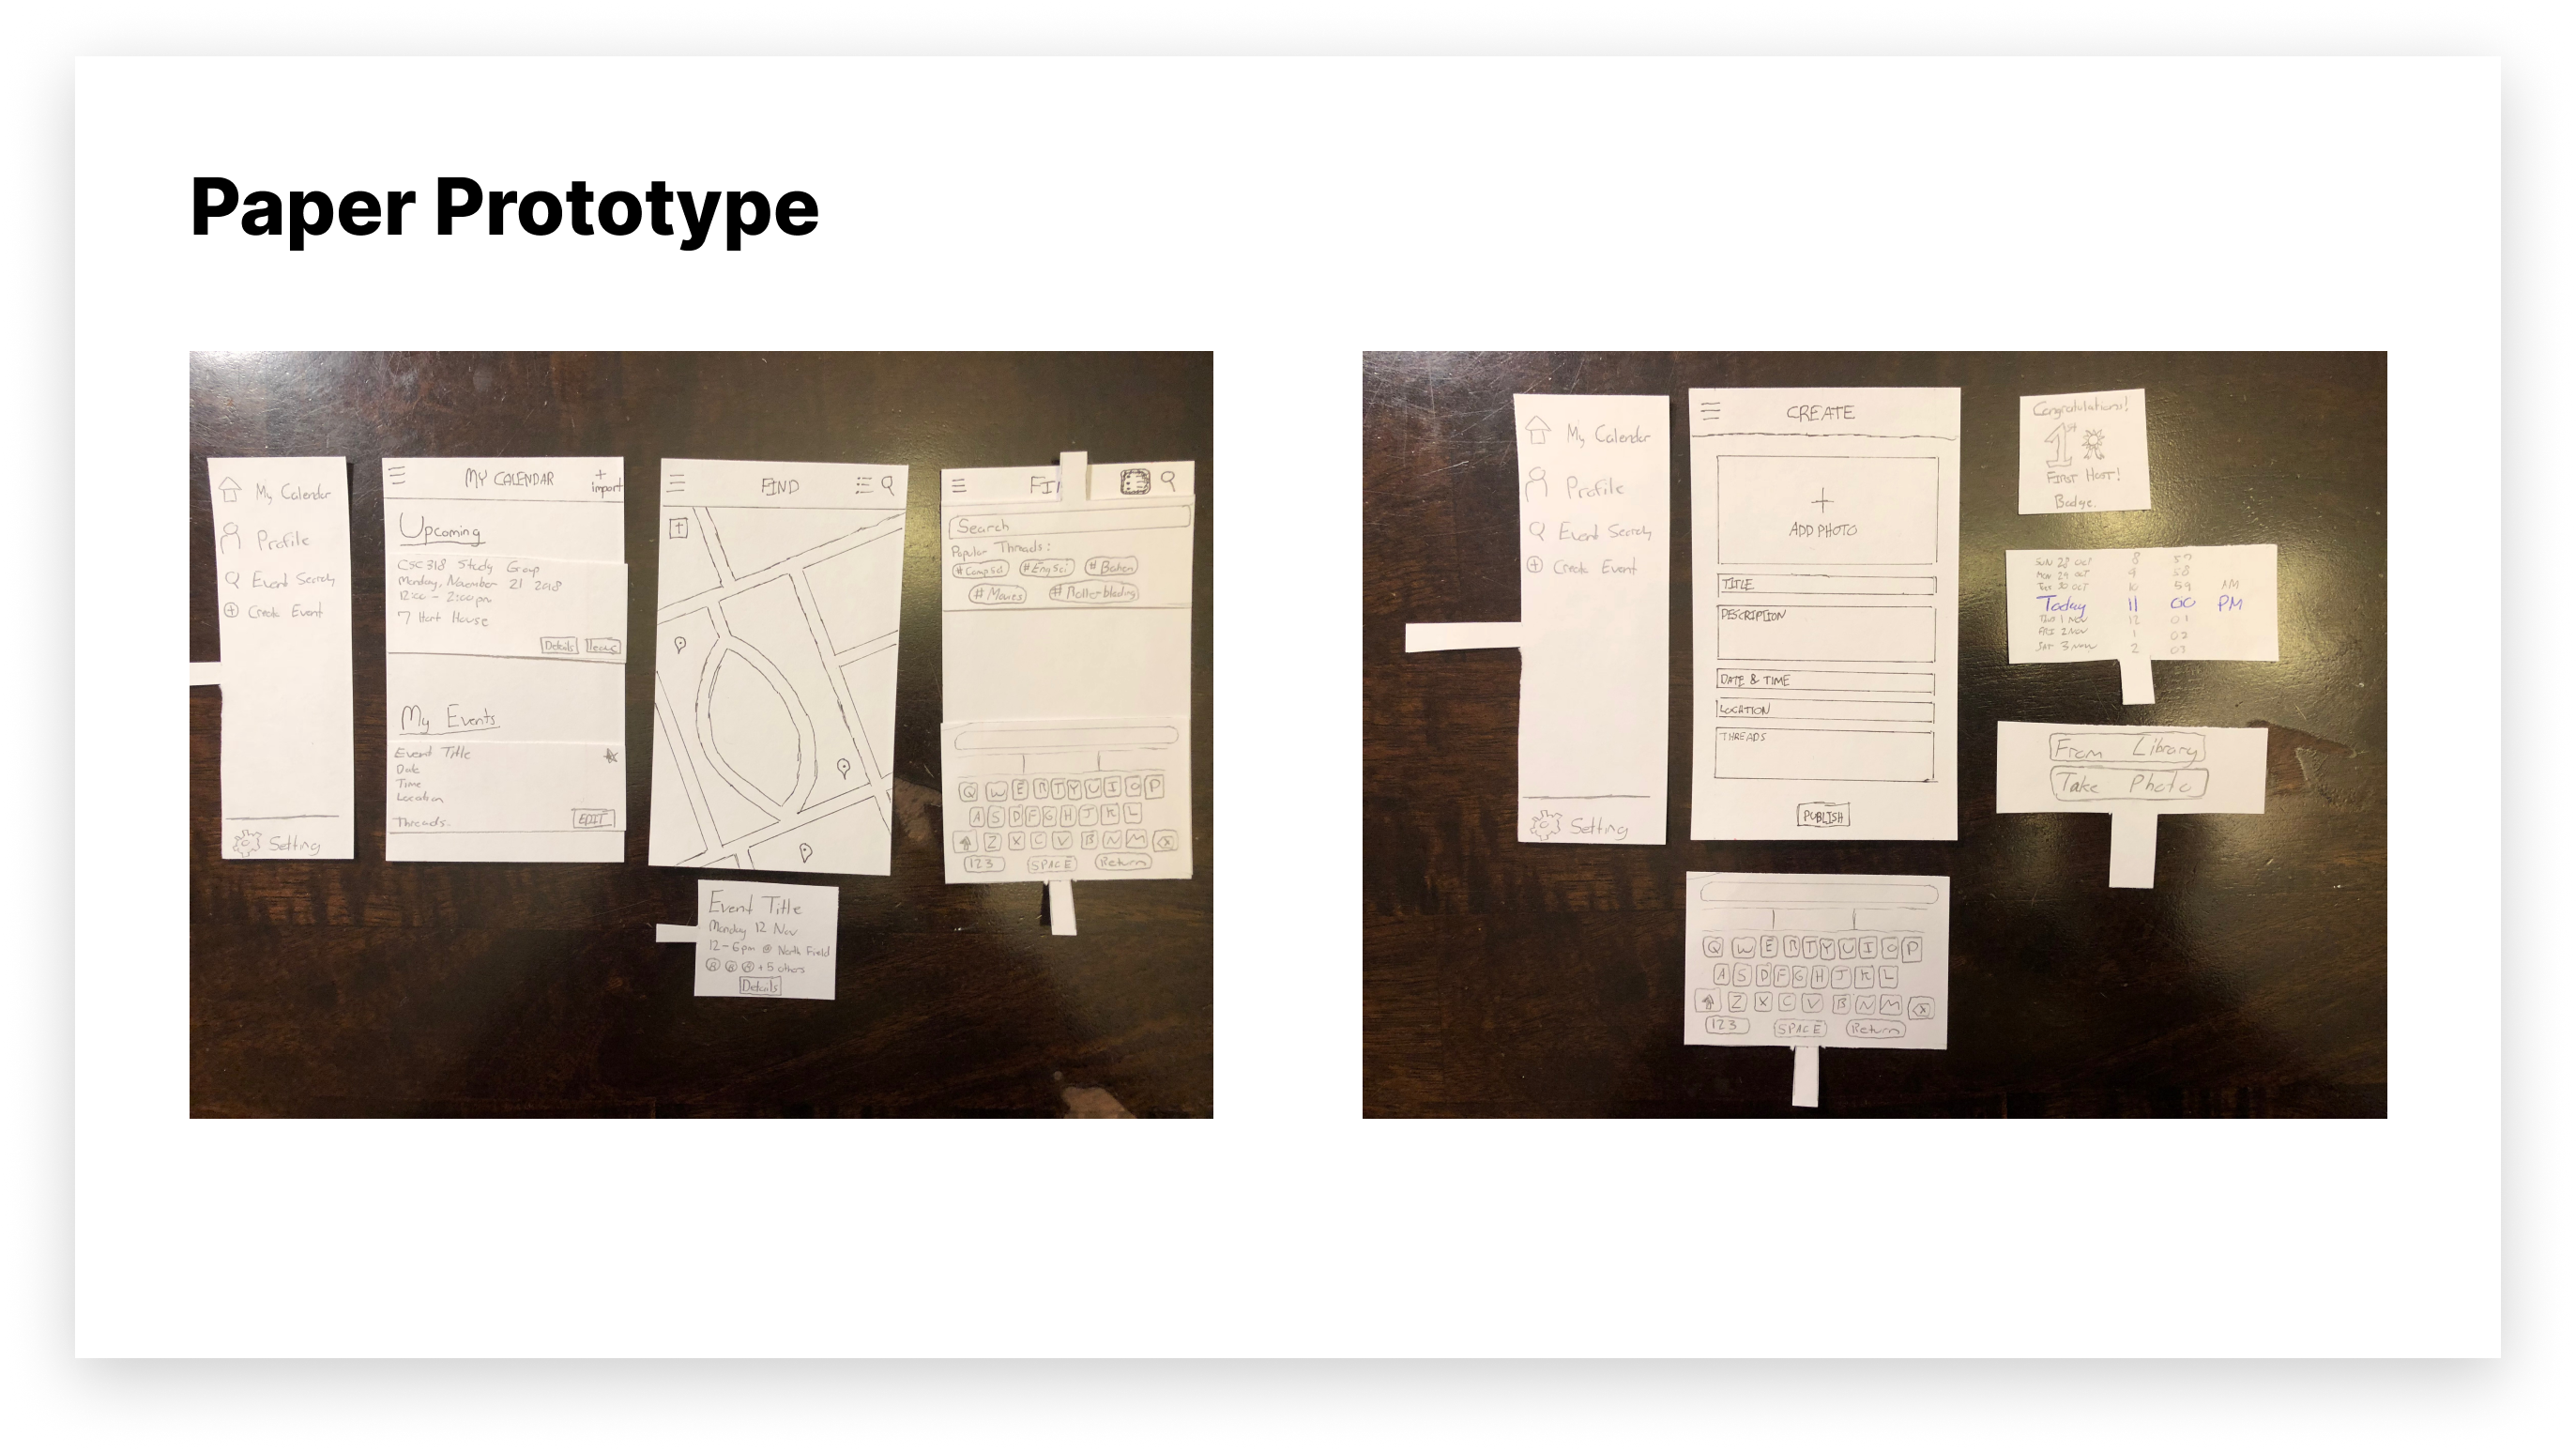 Paper Prototype
My Calendar
Profile
Event Search
Create Event
Setting
MY CALENDAR
+
import
Upcoming
CSC318 Study Group
Monday, November 21 2018
12:00 - 2:00pm
7 Hart House
Details
My Events
Event Title
Date
Time
Location
Threads.
EDIT
FIND
Event Title
Monday 12 Nov
12-6pm @ North Field
+5 others
Details
FI
Search
Popular Threads:
#Compsci #EngSci #Bahen
#Movies #Rollerblading
Q W E R T Y U I O P
A S D F G H J K L
Z X C V B N M
123 SPACE Return
My Calendar
Profile
Event Search
Create Event
Setting
CREATE
+
ADD PHOTO
TITLE
DESCRIPTION
DATE & TIME
LOCATION
THREADS
PUBLISH
Q W E R T Y U I O P
A S D F G H J K L
Z X C V B N M
123 SPACE Return
Congratulations!
1st
FIRST HOST!
Badge.
SUN 28 OCT 8 57
MON 29 OCT 9 58
Tue 30 OCT 10 59 AM
Today 11 00 PM
THU 1 NOV 12 01
FRI 2 NOV 1 02
SAT 3 NOV 2 03
From Library
Take Photo